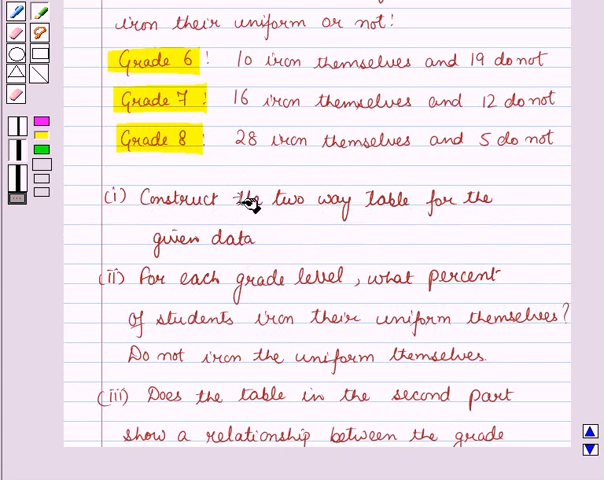 iron their uniform or not!
Grade 6 : 10 iron themselves and 19 do not
Grade 7 : 16 iron themselves and 12 do not
Grade 8 : 28 iron themselves and 5 do not
(i) Construct the two way table for the
given data
(ii) For each grade level, what percent
of students iron their uniform themselves?
Do not iron the uniform themselves.
(iii) Does the table in the second part
show a relationship between the grade